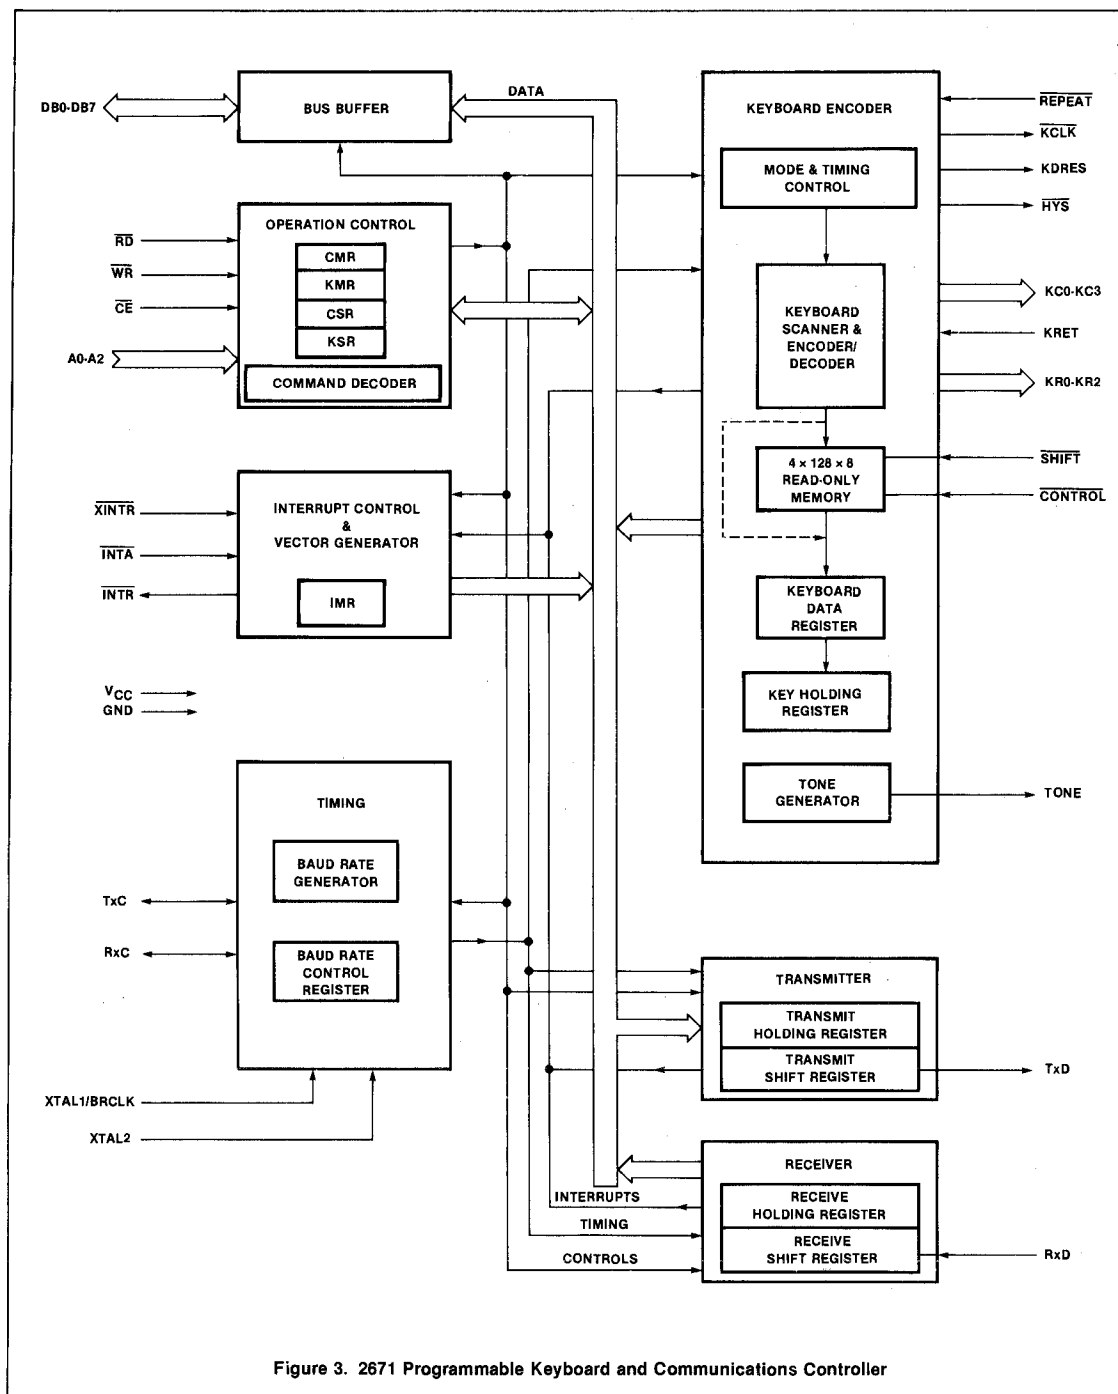 DB0-DB7
BUS BUFFER
DATA
OPERATION CONTROL
CMR
KMR
CSR
KSR
COMMAND DECODER
RD
WR
CE
A0-A2
INTERRUPT CONTROL
&
VECTOR GENERATOR
IMR
XINTR
INTA
INTR
VCC
GND
TIMING
BAUD RATE
GENERATOR
BAUD RATE
CONTROL
REGISTER
TxC
RxC
XTAL1/BRCLK
XTAL2
KEYBOARD ENCODER
MODE & TIMING
CONTROL
KEYBOARD
SCANNER &
ENCODER/
DECODER
4 × 128 × 8
READ-ONLY
MEMORY
KEYBOARD
DATA
REGISTER
KEY HOLDING
REGISTER
TONE
GENERATOR
REPEAT
KCLK
KDRES
HYS
KC0-KC3
KRET
KR0-KR2
SHIFT
CONTROL
TONE
TRANSMITTER
TRANSMIT
HOLDING REGISTER
TRANSMIT
SHIFT REGISTER
TxD
RECEIVER
RECEIVE
HOLDING REGISTER
RECEIVE
SHIFT REGISTER
RxD
INTERRUPTS
TIMING
CONTROLS
Figure 3. 2671 Programmable Keyboard and Communications Controller